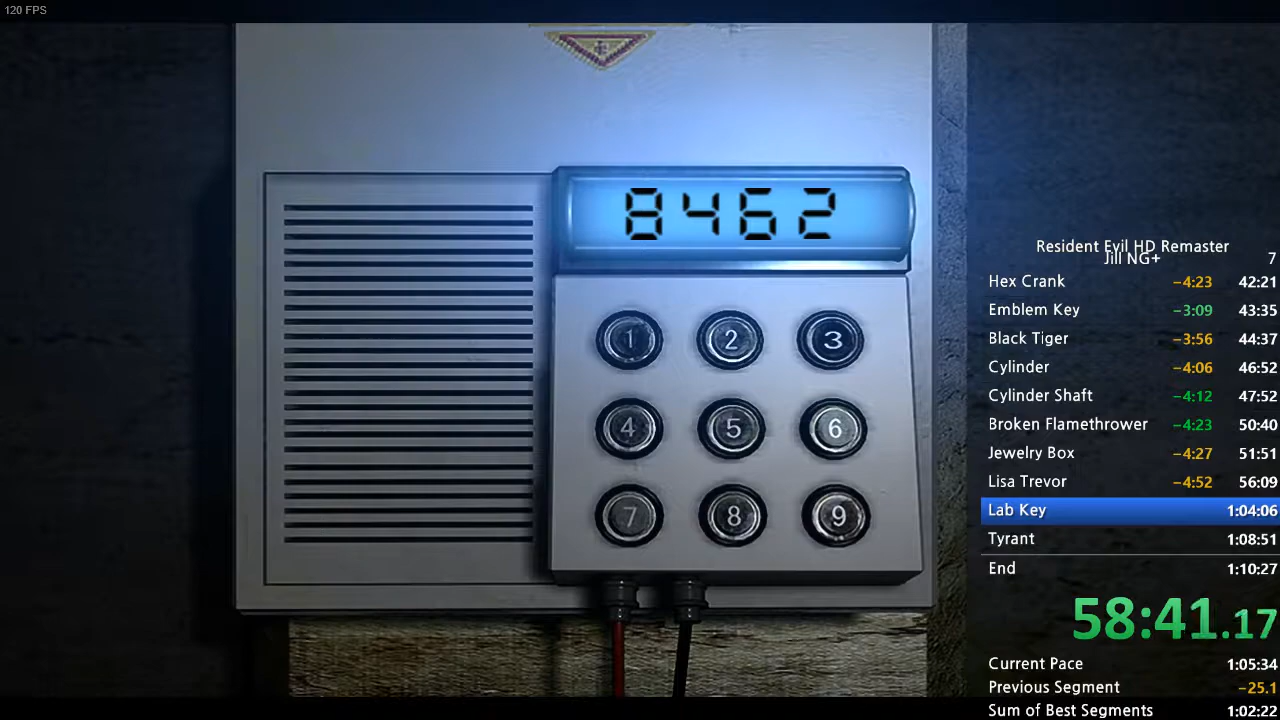 120 FPS
8462
1 2 3
4 5 6
7 8 9
Resident Evil HD Remaster
Jill NG+ 7
Hex Crank -4:23 42:21
Emblem Key -3:09 43:35
Black Tiger -3:56 44:37
Cylinder -4:06 46:52
Cylinder Shaft -4:12 47:52
Broken Flamethrower -4:23 50:40
Jewelry Box -4:27 51:51
Lisa Trevor -4:52 56:09
Lab Key 1:04:06
Tyrant 1:08:51
End 1:10:27
58:41.17
Current Pace 1:05:34
Previous Segment -25.1
Sum of Best Segments 1:02:22